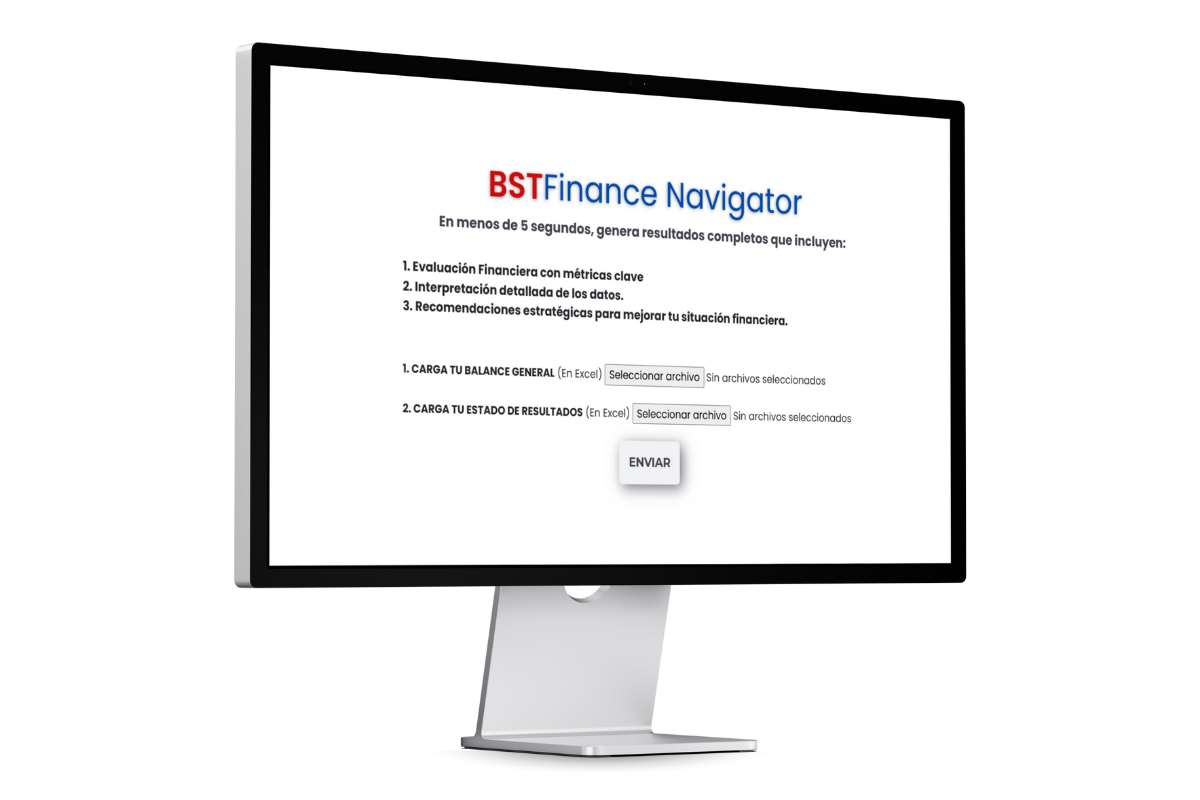 BSTFinance Navigator
En menos de 5 segundos, genera resultados completos que incluyen:
1. Evaluación Financiera con métricas clave
2. Interpretación detallada de los datos.
3. Recomendaciones estratégicas para mejorar tu situación financiera.
1. CARGA TU BALANCE GENERAL (En Excel) Seleccionar archivo Sin archivos seleccionados
2. CARGA TU ESTADO DE RESULTADOS (En Excel) Seleccionar archivo Sin archivos seleccionados
ENVIAR